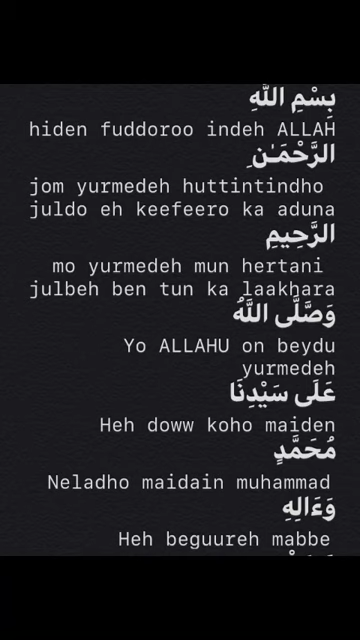 بِسْمِ اللَّهِ
hiden fuddoroo indeh ALLAH
الرَّحْمَـٰنِ
jom yurmedeh huttintindho
juldo eh keefeero ka aduna
الرَّحِيمِ
mo yurmedeh mun hertani
julbeh ben tun ka laakhara
وَصَلَّى اللَّهُ
Yo ALLAHU on beydu
yurmedeh
عَلَى سَيِّدِنَا
Heh doww koho maiden
مُحَمَّدٍ
Neladho maidain muhammad
وَءَالِهِ
Heh beguureh mabbe